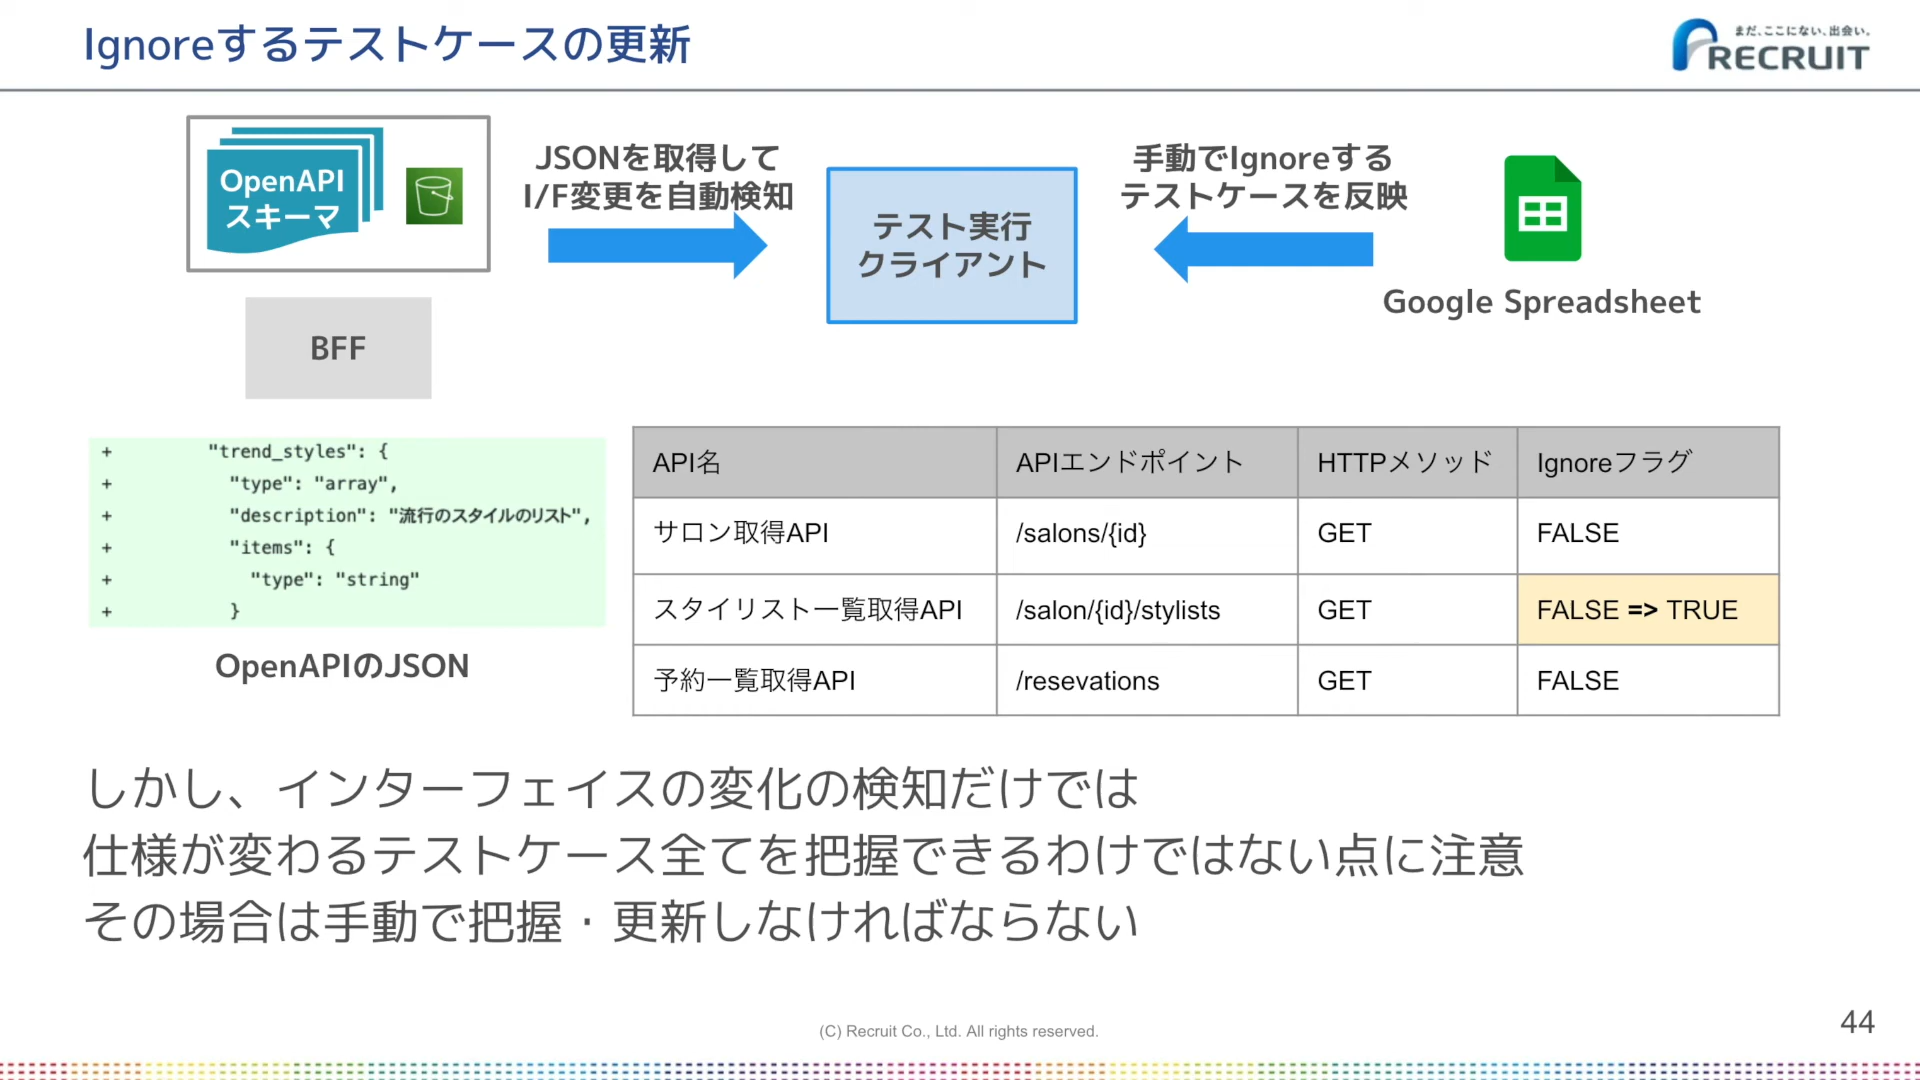 Ignoreするテストケースの更新
まだ、ここにない、出会い。
RECRUIT
OpenAPI
スキーマ
JSONを取得して
I/F変更を自動検知
テスト実行
クライアント
手動でIgnoreする
テストケースを反映
Google Spreadsheet
BFF
+ "trend_styles": {
+ "type": "array",
+ "description": "流行のスタイルのリスト",
+ "items": {
+ "type": "string"
+ }
OpenAPIのJSON
API名 APIエンドポイント HTTPメソッド Ignoreフラグ
サロン取得API /salons/{id} GET FALSE
スタイリスト一覧取得API /salon/{id}/stylists GET FALSE => TRUE
予約一覧取得API /resevations GET FALSE
しかし、インターフェイスの変化の検知だけでは
仕様が変わるテストケース全てを把握できるわけではない点に注意
その場合は手動で把握・更新しなければならない
(C) Recruit Co., Ltd. All rights reserved.
44